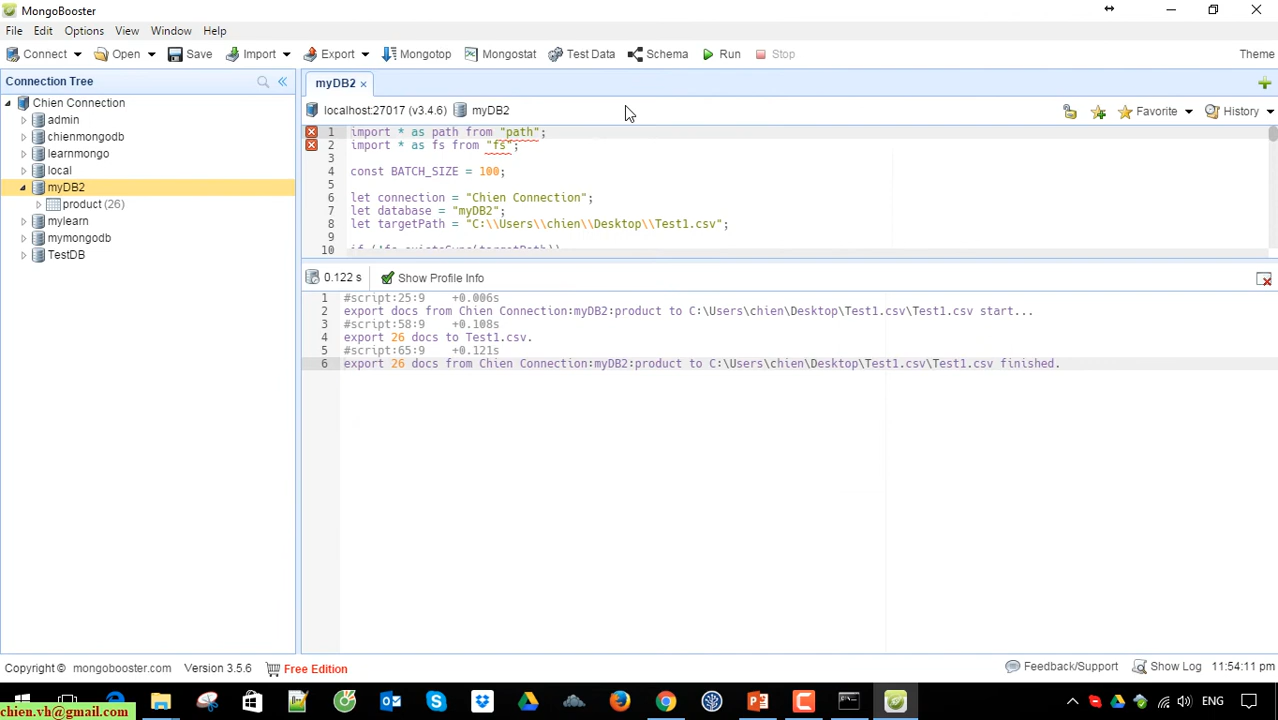 MongoBooster
File Edit Options View Window Help
Connect Open Save Import Export Mongotop Mongostat Test Data Schema Run Stop Theme
Connection Tree
Chien Connection
admin
chienmongodb
learnmongo
local
myDB2
product (26)
mylearn
mymongodb
TestDB
myDB2 ×
localhost:27017 (v3.4.6) myDB2 Favorite History
1 import * as path from "path";
2 import * as fs from "fs";
3
4 const BATCH_SIZE = 100;
5
6 let connection = "Chien Connection";
7 let database = "myDB2";
8 let targetPath = "C:\\Users\\chien\\Desktop\\Test1.csv";
9
10 if (!fs.existsSync(targetPath))
0.122 s Show Profile Info
1 #script:25:9 +0.006s
2 export docs from Chien Connection:myDB2:product to C:\Users\chien\Desktop\Test1.csv\Test1.csv start...
3 #script:58:9 +0.108s
4 export 26 docs to Test1.csv.
5 #script:65:9 +0.121s
6 export 26 docs from Chien Connection:myDB2:product to C:\Users\chien\Desktop\Test1.csv\Test1.csv finished.
Copyright © mongobooster.com Version 3.5.6 Free Edition Feedback/Support Show Log 11:54:11 pm
ENG
chien.vh@gmail.com